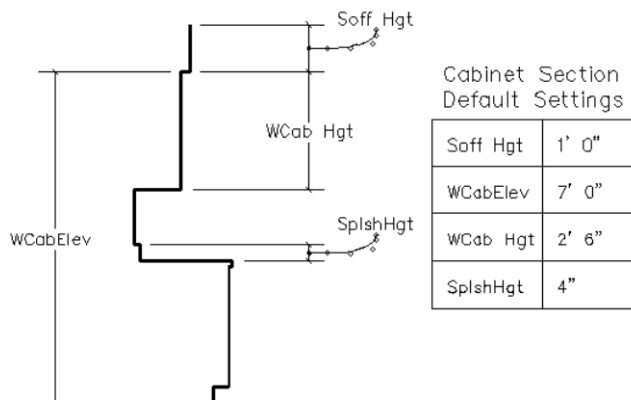 Soff Hgt
Cabinet Section
Default Settings
WCab Hgt
Soff Hgt 1' 0"
WCabElev 7' 0"
SplshHgt
WCabElev
WCab Hgt 2' 6"
SplshHgt 4"